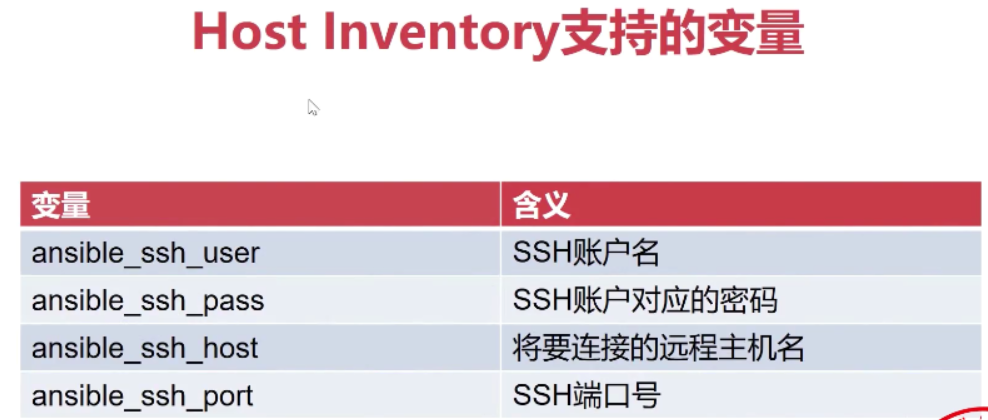 Host Inventory支持的变量
变量 含义
ansible_ssh_user SSH账户名
ansible_ssh_pass SSH账户对应的密码
ansible_ssh_host 将要连接的远程主机名
ansible_ssh_port SSH端口号